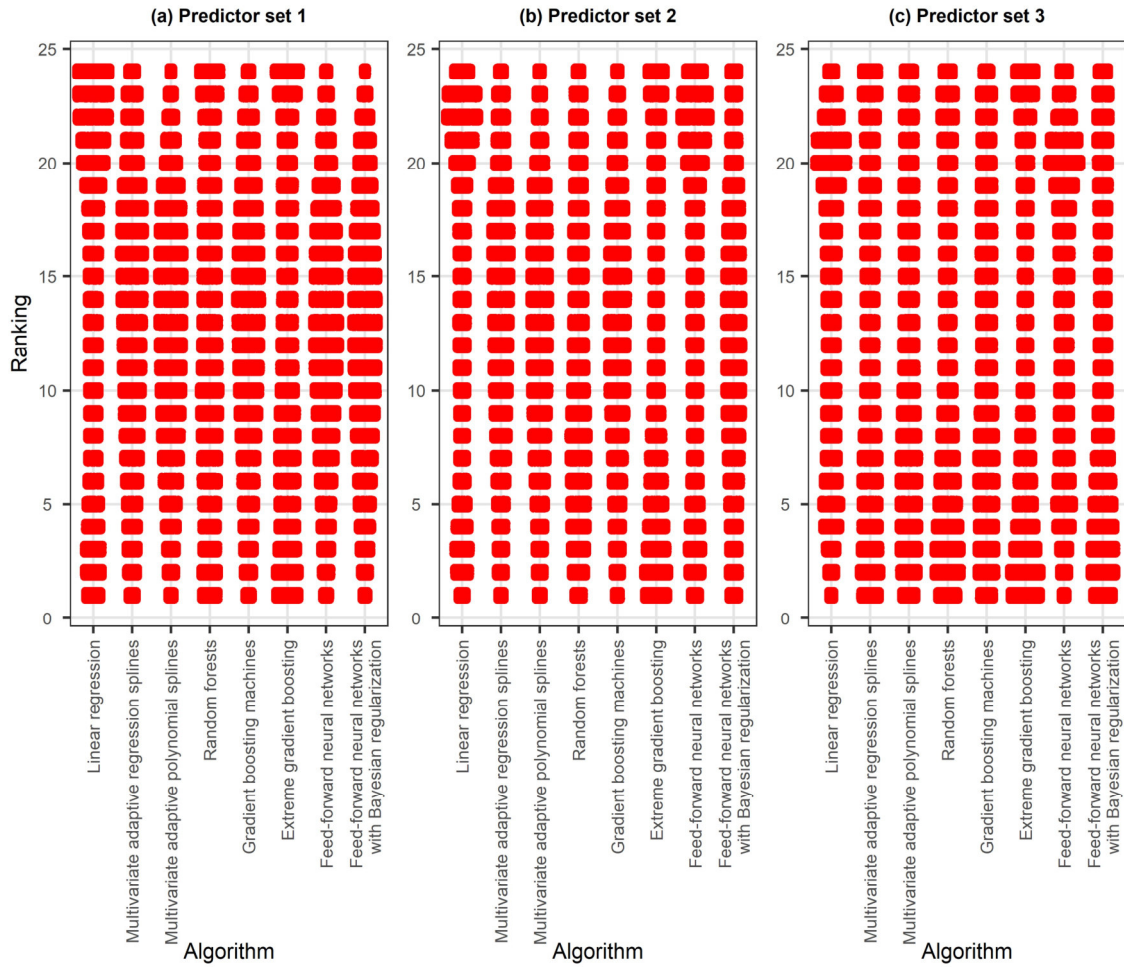 (a) Predictor set 1
(b) Predictor set 2
(c) Predictor set 3
Ranking
25
20
15
10
5
0
25
20
15
10
5
0
25
20
15
10
5
0
Linear regression
Multivariate adaptive regression splines
Multivariate adaptive polynomial splines
Random forests
Gradient boosting machines
Extreme gradient boosting
Feed-forward neural networks
Feed-forward neural networks
with Bayesian regularization
Linear regression
Multivariate adaptive regression splines
Multivariate adaptive polynomial splines
Random forests
Gradient boosting machines
Extreme gradient boosting
Feed-forward neural networks
Feed-forward neural networks
with Bayesian regularization
Linear regression
Multivariate adaptive regression splines
Multivariate adaptive polynomial splines
Random forests
Gradient boosting machines
Extreme gradient boosting
Feed-forward neural networks
Feed-forward neural networks
with Bayesian regularization
Algorithm
Algorithm
Algorithm